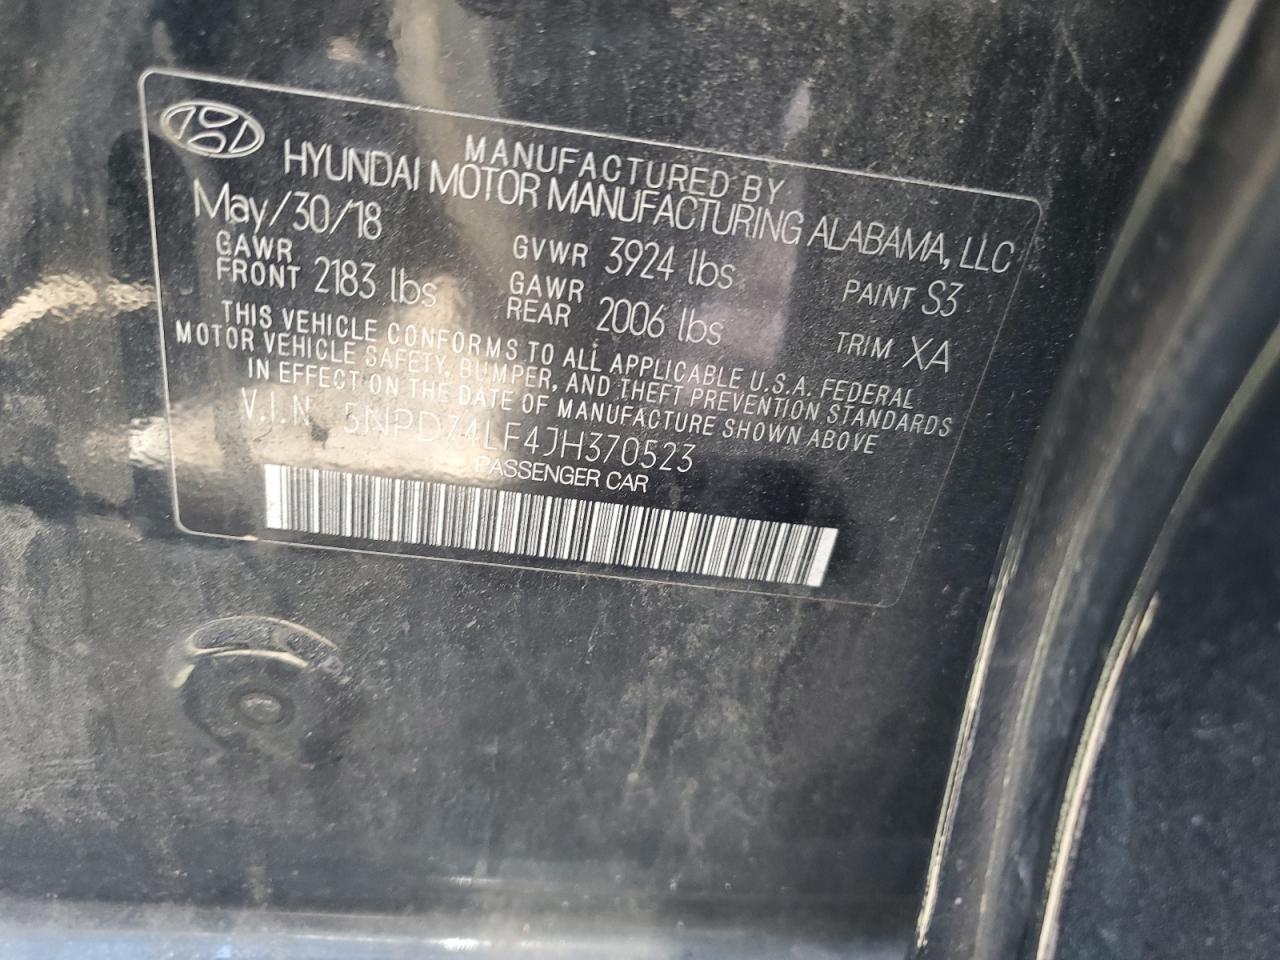 MANUFACTURED BY
HYUNDAI MOTOR MANUFACTURING ALABAMA, LLC
May/30/'18 GVWR 3924 lbs PAINT S3
GAWR FRONT 2183 lbs GAWR REAR 2006 lbs TRIM XA
THIS VEHICLE CONFORMS TO ALL APPLICABLE U.S.A. FEDERAL
MOTOR VEHICLE SAFETY, BUMPER, AND THEFT PREVENTION STANDARDS
IN EFFECT ON THE DATE OF MANUFACTURE SHOWN ABOVE
V.I.N 5NPD74LF4JH370523
PASSENGER CAR